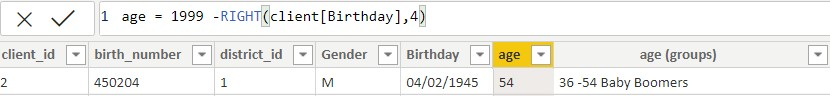 1 age = 1999 -RIGHT(client[Birthday],4)
client_id birth_number district_id Gender Birthday age age (groups)
2 450204 1 M 04/02/1945 54 36 -54 Baby Boomers